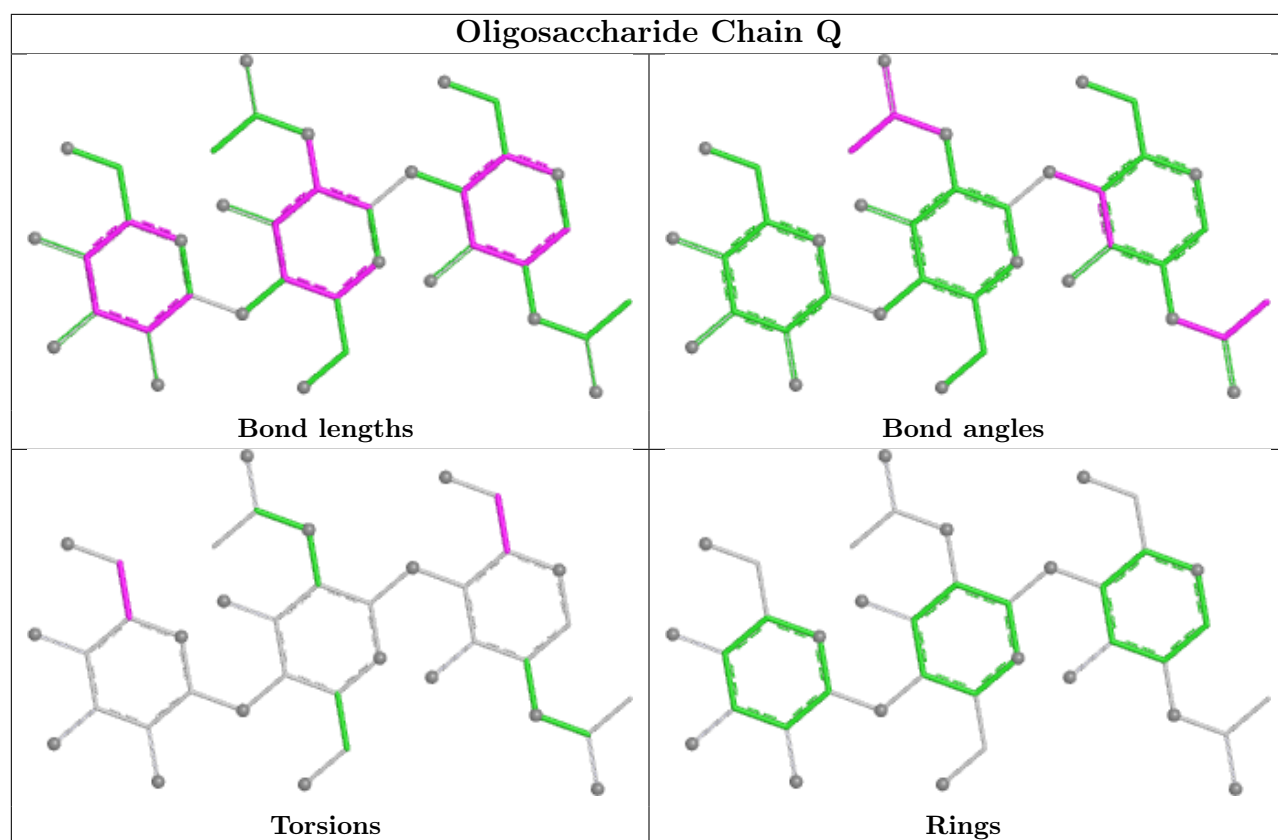 Oligosaccharide Chain Q
Bond lengths
Bond angles
Torsions
Rings